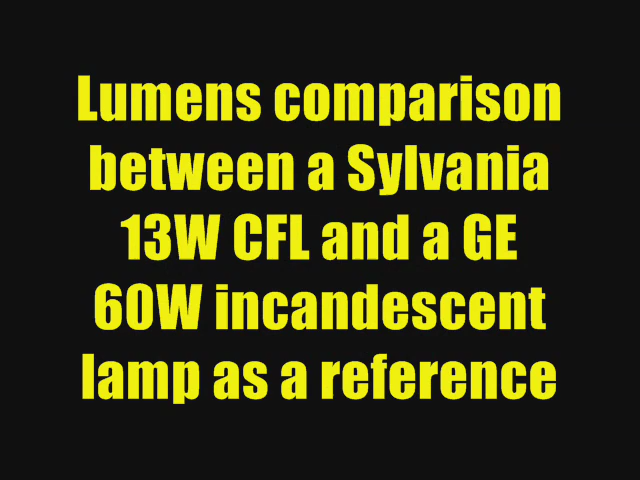 Lumens comparison
between a Sylvania
13W CFL and a GE
60W incandescent
lamp as a reference